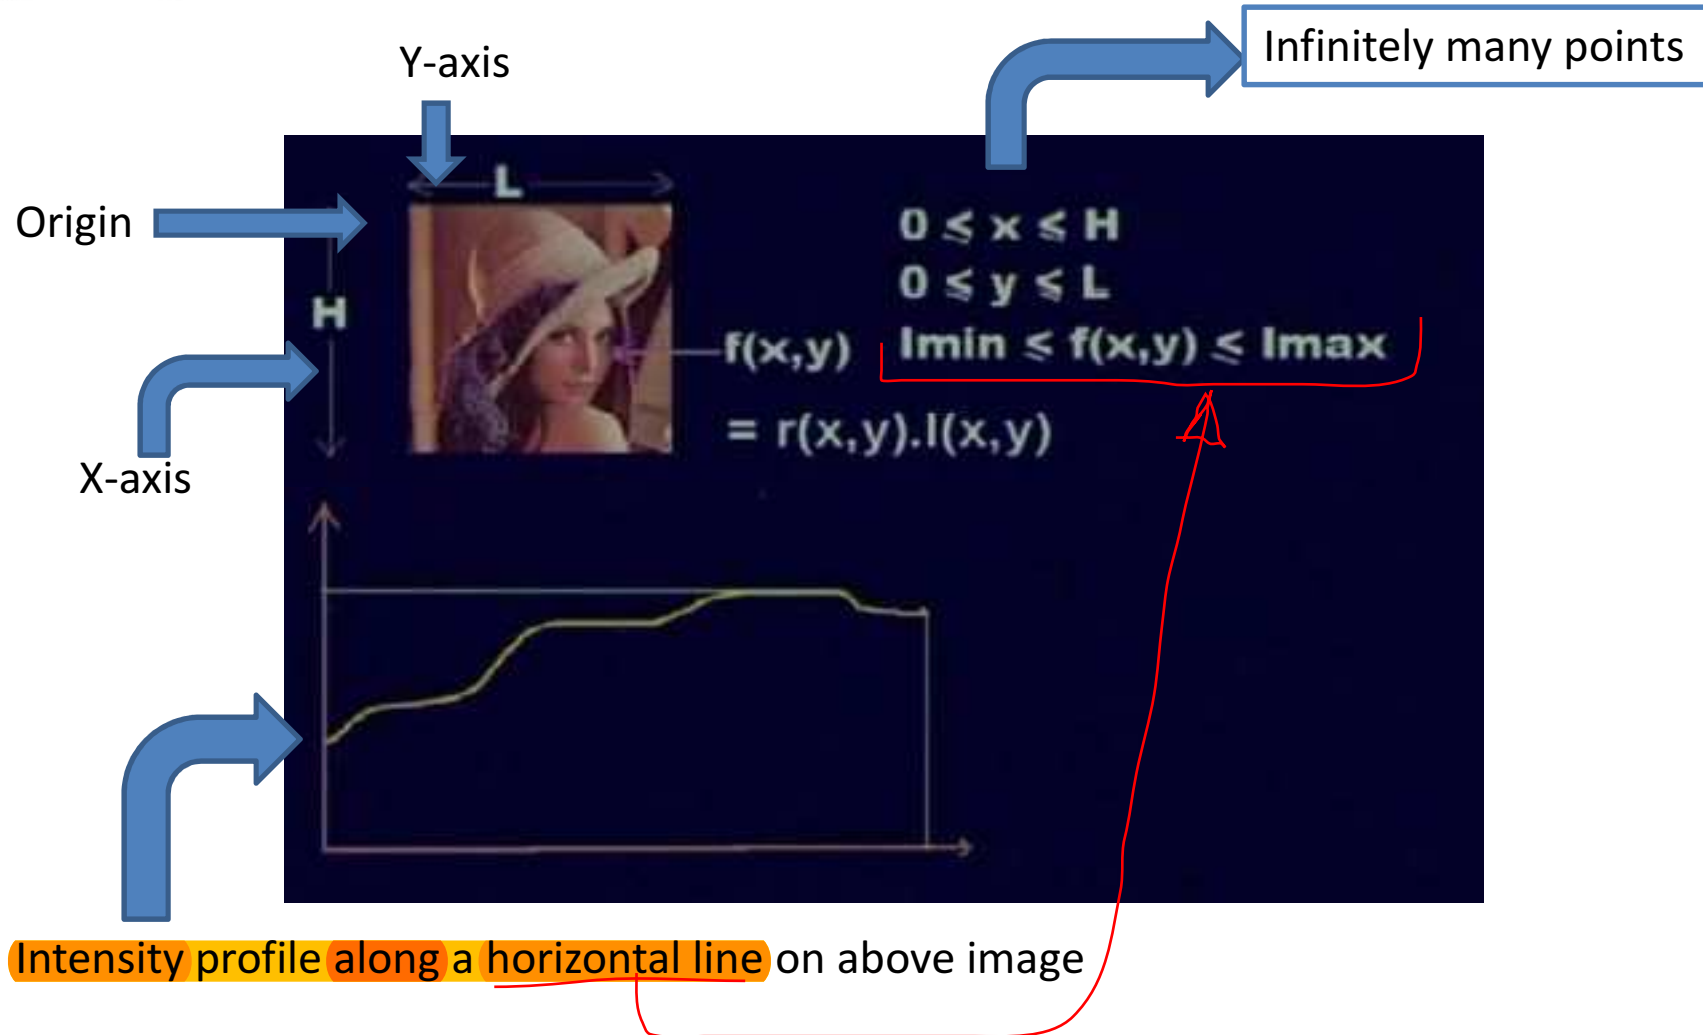 Infinitely many points
Y-axis
L
Origin
0 ≤ x ≤ H
0 ≤ y ≤ L
H
f(x,y)
Imin ≤ f(x,y) ≤ Imax
= r(x,y).I(x,y)
X-axis
Intensity profile along a horizontal line on above image